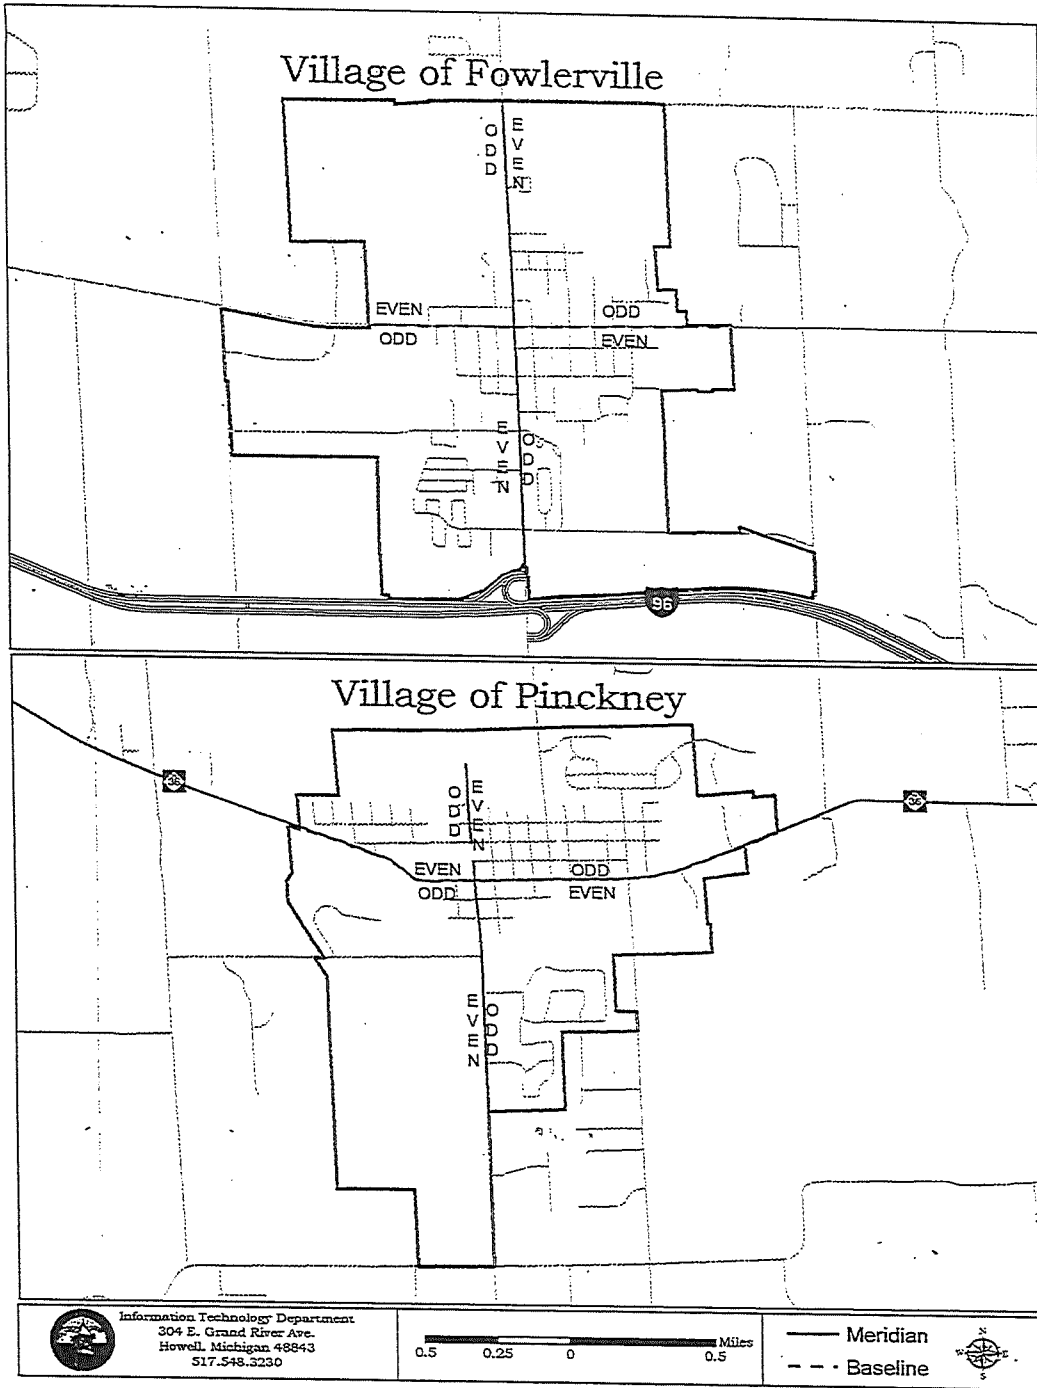 Village of Fowlerville
ODD
EVEN
EVEN
ODD
ODD
EVEN
EVEN
ODD
96
Village of Pinckney
36
36
ODD
EVEN
EVEN
ODD
ODD
EVEN
EVEN
ODD
Information Technology Department
304 E. Grand River Ave.
Howell, Michigan 48843
517.548.3230
0.5 0.25 0 0.5 Miles
Meridian
Baseline
N
W
S